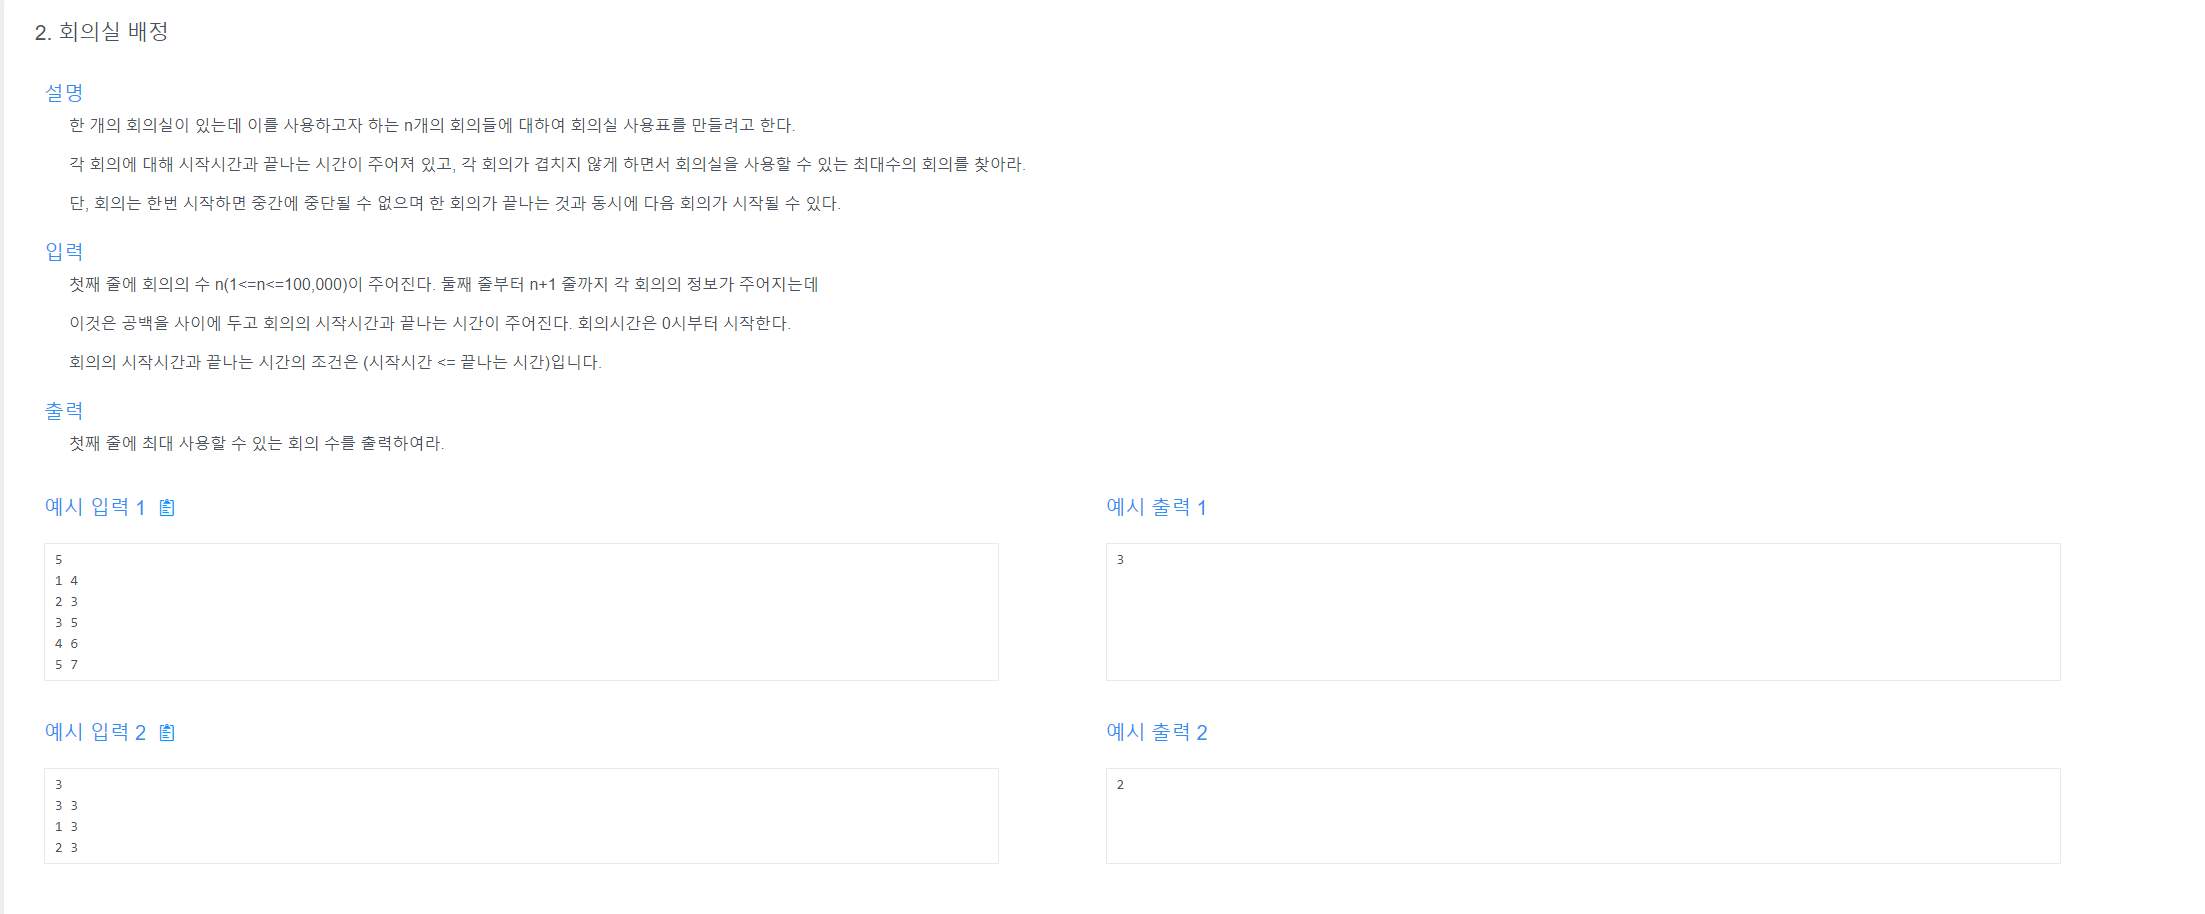 2. 회의실 배정
설명
한 개의 회의실이 있는데 이를 사용하고자 하는 n개의 회의들에 대하여 회의실 사용표를 만들려고 한다.
각 회의에 대해 시작시간과 끝나는 시간이 주어져 있고, 각 회의가 겹치지 않게 하면서 회의실을 사용할 수 있는 최대수의 회의를 찾아라.
단, 회의는 한번 시작하면 중간에 중단될 수 없으며 한 회의가 끝나는 것과 동시에 다음 회의가 시작될 수 있다.
입력
첫째 줄에 회의의 수 n(1<=n<=100,000)이 주어진다. 둘째 줄부터 n+1 줄까지 각 회의의 정보가 주어지는데
이것은 공백을 사이에 두고 회의의 시작시간과 끝나는 시간이 주어진다. 회의시간은 0시부터 시작한다.
회의의 시작시간과 끝나는 시간의 조건은 (시작시간 <= 끝나는 시간)입니다.
출력
첫째 줄에 최대 사용할 수 있는 회의 수를 출력하여라.
예시 입력 1
5
1 4
2 3
3 5
4 6
5 7
예시 출력 1
3
예시 입력 2
3
3 3
1 3
2 3
예시 출력 2
2